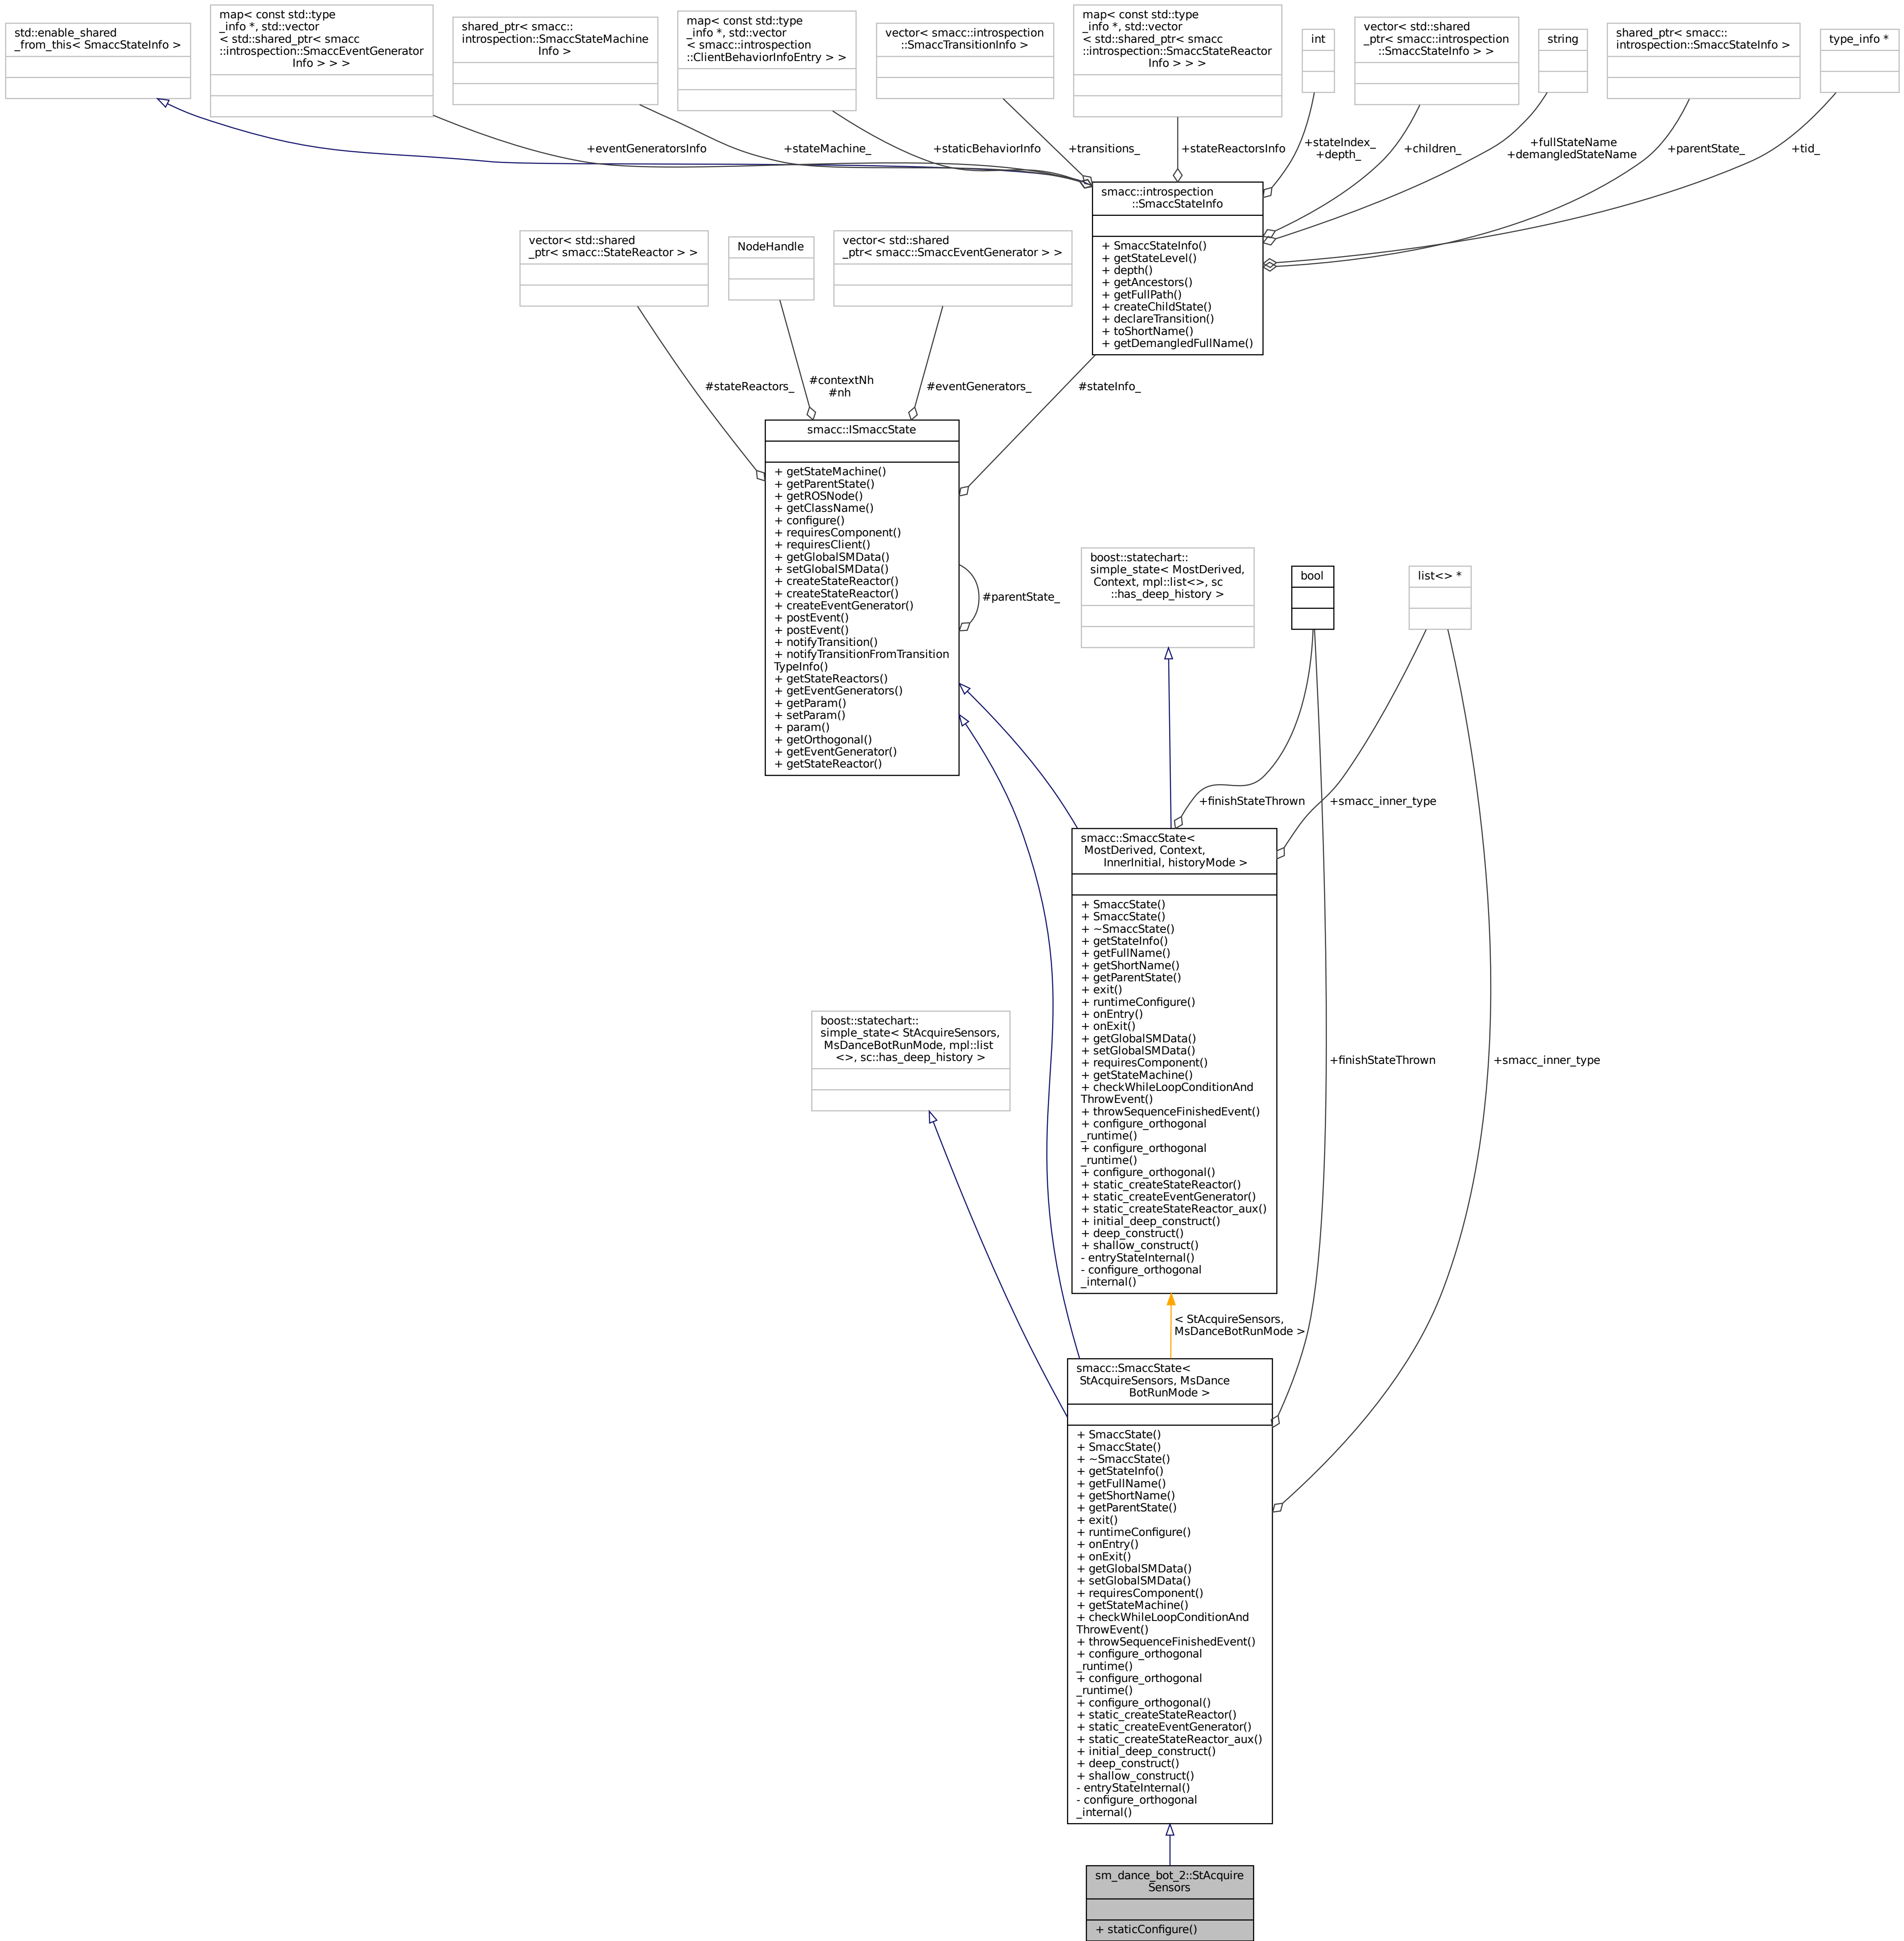 std::enable_shared
_from_this< SmaccStateInfo >
map< const std::type
_info *, std::vector
< std::shared_ptr< smacc
::introspection::SmaccEventGenerator
Info > > >
shared_ptr< smacc::
introspection::SmaccStateMachine
Info >
map< const std::type
_info *, std::vector
< smacc::introspection
::ClientBehaviorInfoEntry > >
vector< smacc::introspection
::SmaccTransitionInfo >
map< const std::type
_info *, std::vector
< std::shared_ptr< smacc
::introspection::SmaccStateReactor
Info > > >
int
vector< std::shared
_ptr< smacc::introspection
::SmaccStateInfo > >
string
shared_ptr< smacc::
introspection::SmaccStateInfo >
type_info *
+eventGeneratorsInfo
+stateMachine_
+staticBehaviorInfo
+transitions_
+stateReactorsInfo
+stateIndex_
+depth_
+children_
+fullStateName
+demangledStateName
+parentState_
+tid_
smacc::introspection
::SmaccStateInfo
+ SmaccStateInfo()
+ getStateLevel()
+ depth()
+ getAncestors()
+ getFullPath()
+ createChildState()
+ declareTransition()
+ toShortName()
+ getDemangledFullName()
vector< std::shared
_ptr< smacc::StateReactor > >
NodeHandle
vector< std::shared
_ptr< smacc::SmaccEventGenerator > >
#stateReactors_
#contextNh
#nh
#eventGenerators_
#stateInfo_
smacc::ISmaccState
+ getStateMachine()
+ getParentState()
+ getROSNode()
+ getClassName()
+ configure()
+ requiresComponent()
+ requiresClient()
+ getGlobalSMData()
+ setGlobalSMData()
+ createStateReactor()
+ createStateReactor()
+ createEventGenerator()
+ postEvent()
+ postEvent()
+ notifyTransition()
+ notifyTransitionFromTransition
TypeInfo()
+ getStateReactors()
+ getEventGenerators()
+ getParam()
+ setParam()
+ param()
+ getOrthogonal()
+ getEventGenerator()
+ getStateReactor()
#parentState_
boost::statechart::
simple_state< MostDerived,
Context, mpl::list<>, sc
::has_deep_history >
bool
list<> *
+finishStateThrown
+smacc_inner_type
smacc::SmaccState<
MostDerived, Context,
InnerInitial, historyMode >
+ SmaccState()
+ SmaccState()
+ ~SmaccState()
+ getStateInfo()
+ getFullName()
+ getShortName()
+ getParentState()
+ exit()
+ runtimeConfigure()
+ onEntry()
+ onExit()
+ getGlobalSMData()
+ setGlobalSMData()
+ requiresComponent()
+ getStateMachine()
+ checkWhileLoopConditionAnd
ThrowEvent()
+ throwSequenceFinishedEvent()
+ configure_orthogonal
_runtime()
+ configure_orthogonal
_runtime()
+ configure_orthogonal()
+ static_createStateReactor()
+ static_createEventGenerator()
+ static_createStateReactor_aux()
+ initial_deep_construct()
+ deep_construct()
+ shallow_construct()
- entryStateInternal()
- configure_orthogonal
_internal()
boost::statechart::
simple_state< StAcquireSensors,
MsDanceBotRunMode, mpl::list
<>, sc::has_deep_history >
+finishStateThrown
+smacc_inner_type
< StAcquireSensors,
MsDanceBotRunMode >
smacc::SmaccState<
StAcquireSensors, MsDance
BotRunMode >
+ SmaccState()
+ SmaccState()
+ ~SmaccState()
+ getStateInfo()
+ getFullName()
+ getShortName()
+ getParentState()
+ exit()
+ runtimeConfigure()
+ onEntry()
+ onExit()
+ getGlobalSMData()
+ setGlobalSMData()
+ requiresComponent()
+ getStateMachine()
+ checkWhileLoopConditionAnd
ThrowEvent()
+ throwSequenceFinishedEvent()
+ configure_orthogonal
_runtime()
+ configure_orthogonal
_runtime()
+ configure_orthogonal()
+ static_createStateReactor()
+ static_createEventGenerator()
+ static_createStateReactor_aux()
+ initial_deep_construct()
+ deep_construct()
+ shallow_construct()
- entryStateInternal()
- configure_orthogonal
_internal()
sm_dance_bot_2::StAcquire
Sensors
+ staticConfigure()